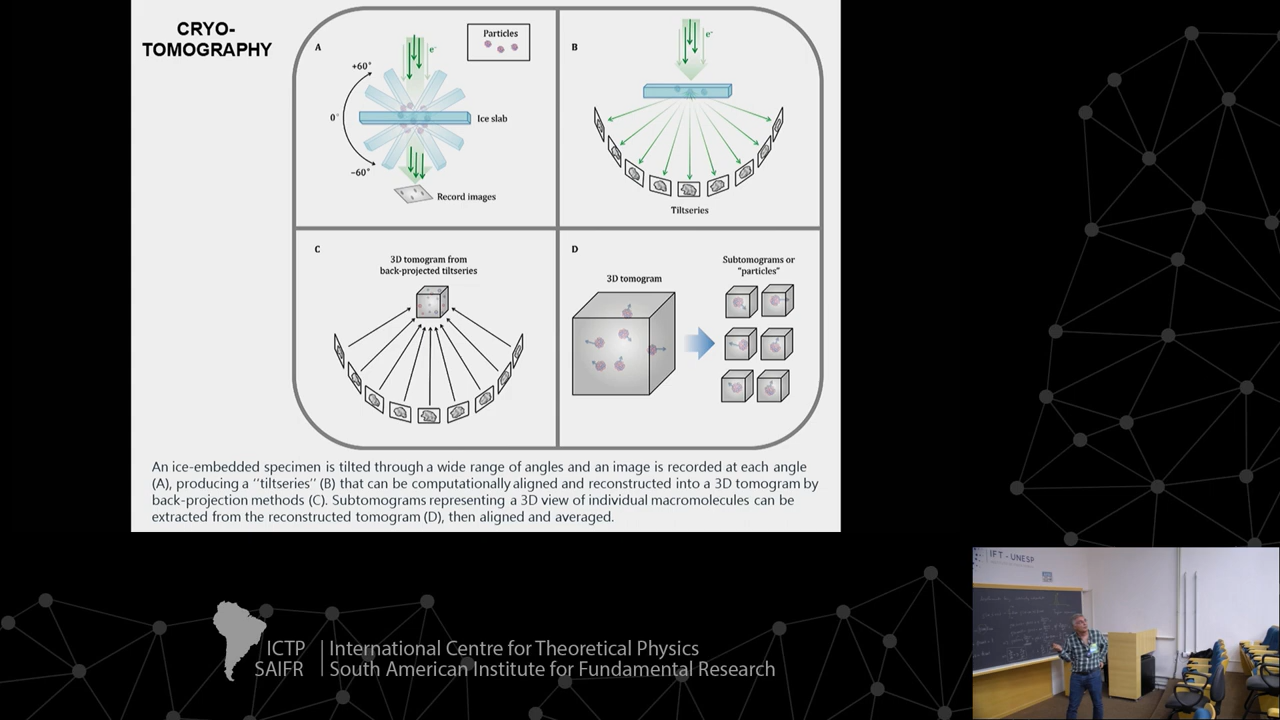 CRYO-
TOMOGRAPHY
A
Particles
e-
+60°
0°
Ice slab
-60°
Record images
B
e-
Tiltseries
C
3D tomogram from
back-projected tiltseries
D
3D tomogram
Subtomograms or
"particles"
An ice-embedded specimen is tilted through a wide range of angles and an image is recorded at each angle
(A), producing a ''tiltseries'' (B) that can be computationally aligned and reconstructed into a 3D tomogram by
back-projection methods (C). Subtomograms representing a 3D view of individual macromolecules can be
extracted from the reconstructed tomogram (D), then aligned and averaged.
IFT - UNESP
ICTP
SAIFR
International Centre for Theoretical Physics
South American Institute for Fundamental Research